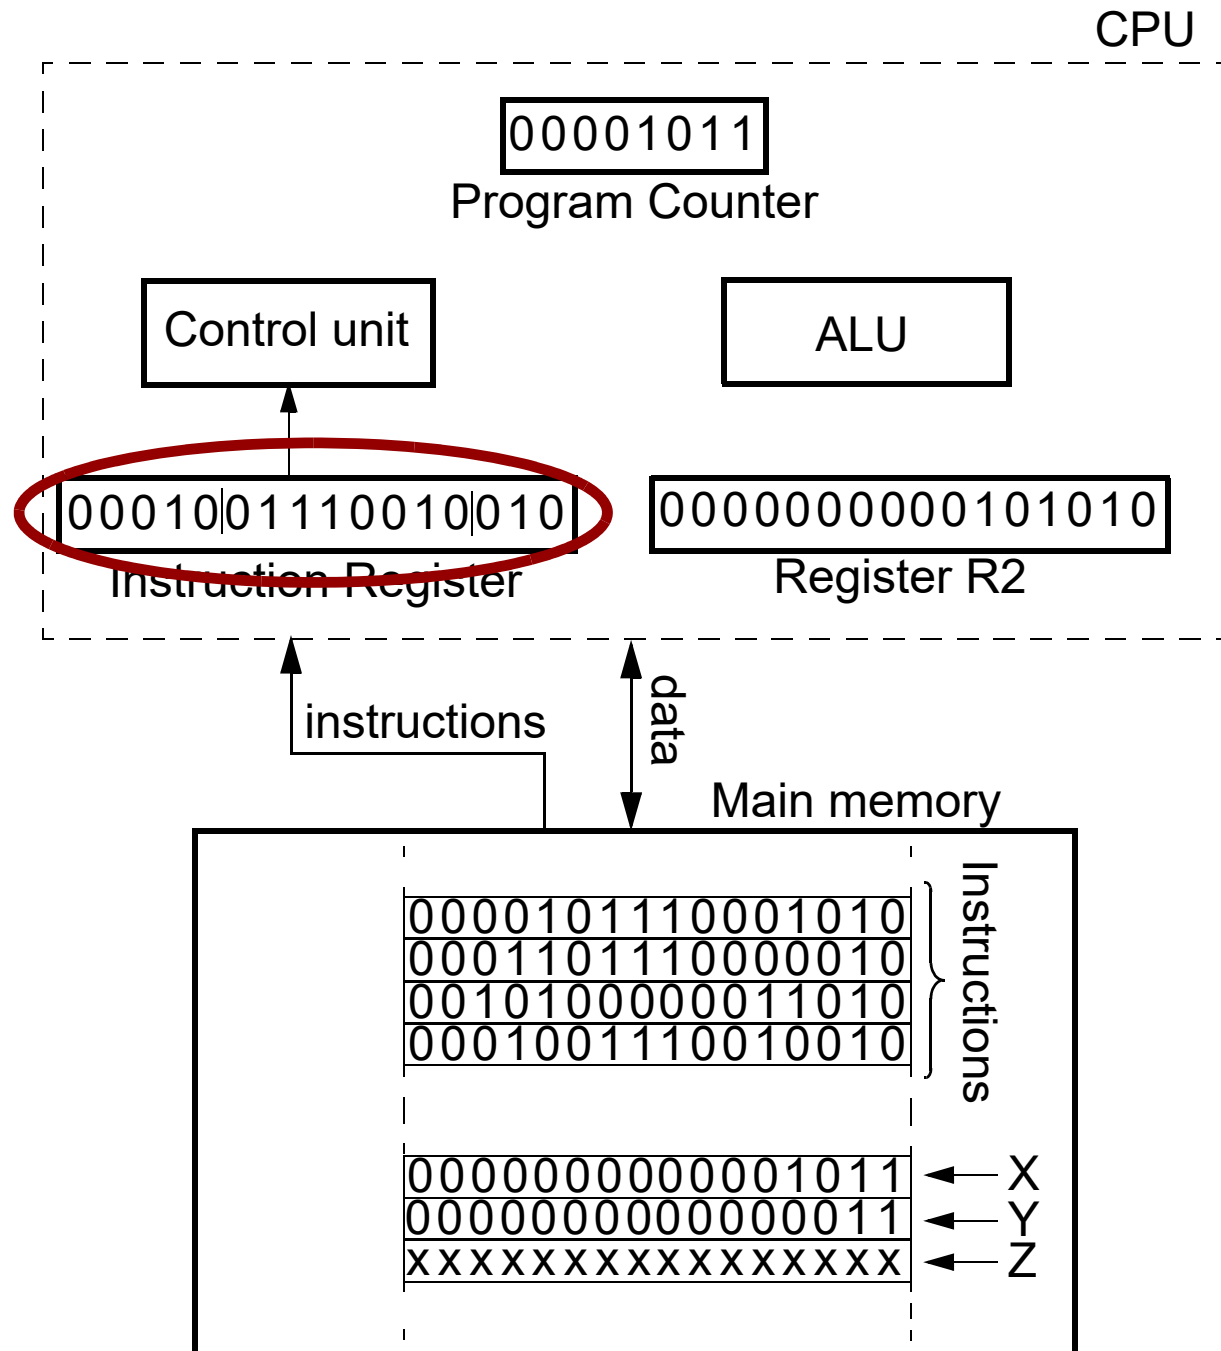 CPU
00001011
Program Counter
Control unit
ALU
00010 01110010 010
0000000000101010
Instruction Register
Register R2
instructions
data
Main memory
0000101110001010
0001101110000010
0010100000011010
0001001110010010
Instructions
0000000000001011
X
0000000000000011
Y
xxxxxxxxxxxxxxxx
Z